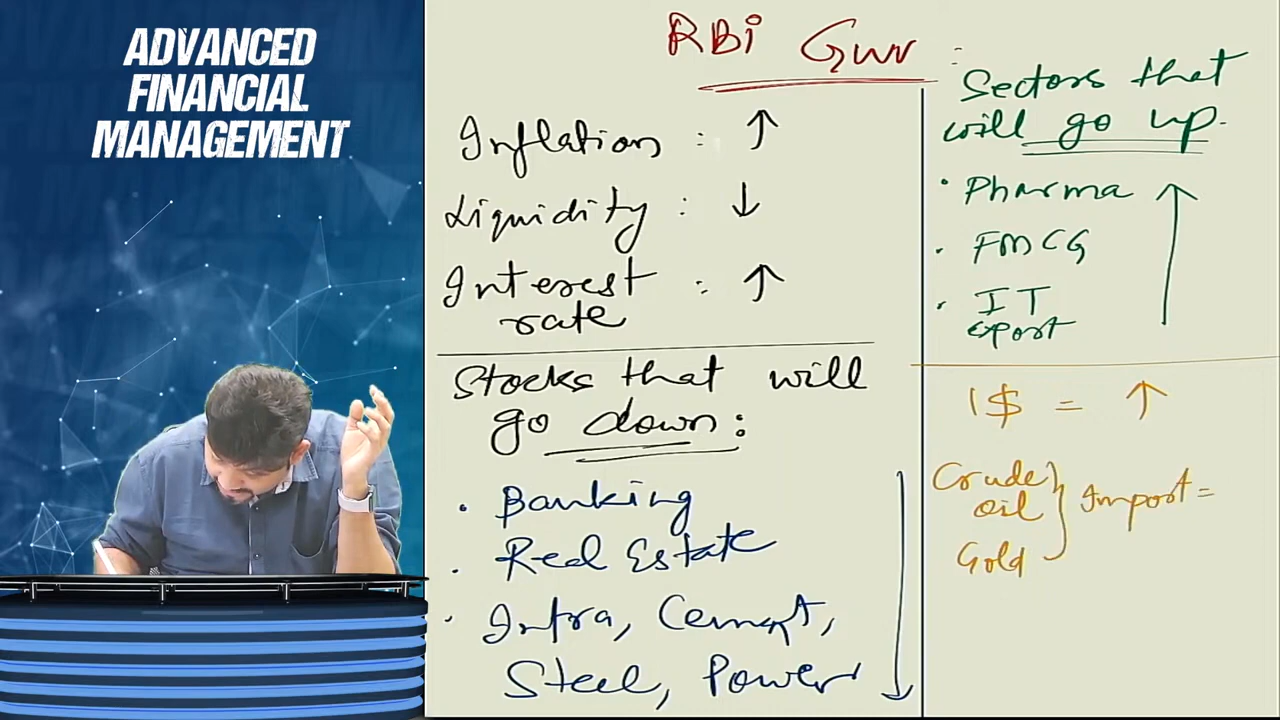 ADVANCED
FINANCIAL
MANAGEMENT
RBi Guv :
Inflation : ↑
Liquidity : ↓
Interest : ↑
rate
Stocks that will
go down :
· Banking
· Real Estate
· Infra, Cement,
Steel, Power
Sectors that
will go up.
· Pharma
· FMCG
· IT
export
1$ = ↑
Crude
oil } Import =
Gold